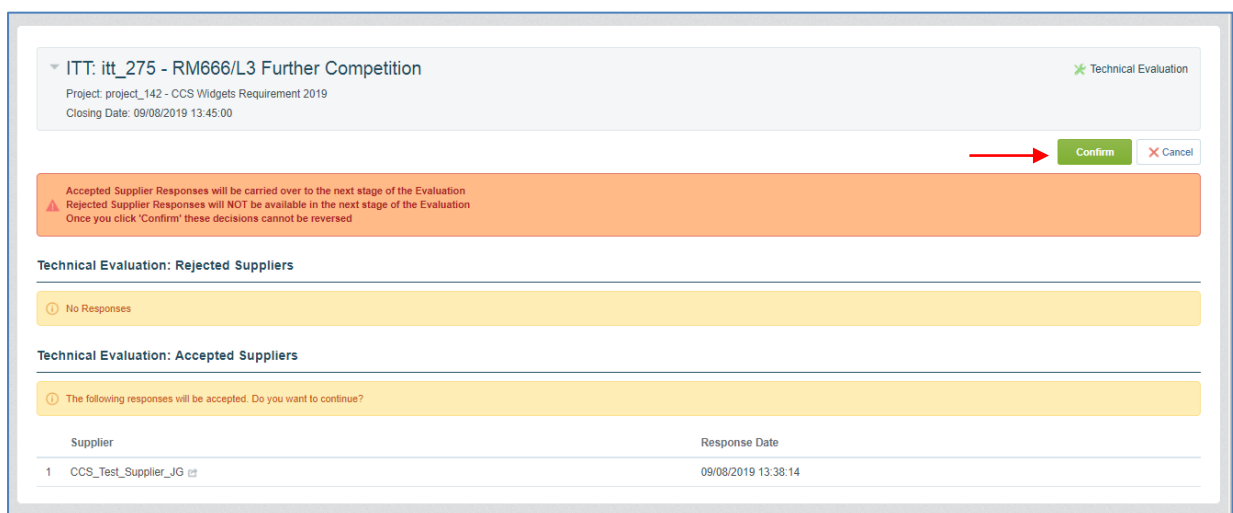 ITT: itt_275 - RM666/L3 Further Competition
Technical Evaluation
Project: project_142 - CCS Widgets Requirement 2019
Closing Date: 09/08/2019 13:45:00
Confirm
Cancel
Accepted Supplier Responses will be carried over to the next stage of the Evaluation
Rejected Supplier Responses will NOT be available in the next stage of the Evaluation
Once you click 'Confirm' these decisions cannot be reversed
Technical Evaluation: Rejected Suppliers
No Responses
Technical Evaluation: Accepted Suppliers
The following responses will be accepted. Do you want to continue?
Supplier Response Date
1 CCS_Test_Supplier_JG 09/08/2019 13:38:14